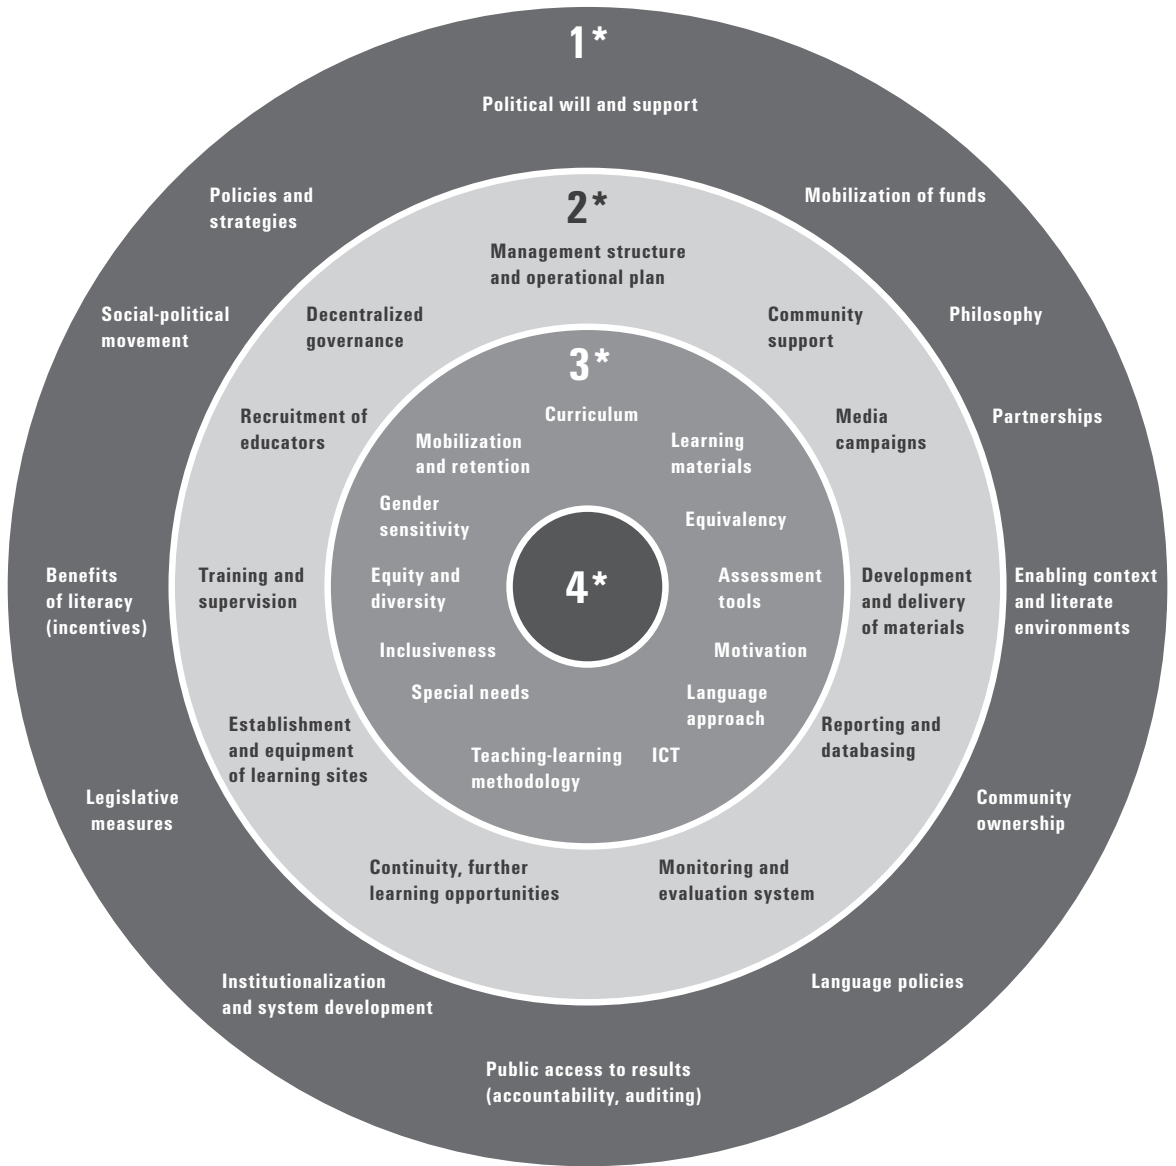 1*
Political will and support
Policies and
strategies
Mobilization of funds
Social-political
movement
Philosophy
Partnerships
Benefits
of literacy
(incentives)
Enabling context
and literate
environments
Legislative
measures
Community
ownership
Institutionalization
and system development
Language policies
Public access to results
(accountability, auditing)
2*
Management structure
and operational plan
Decentralized
governance
Community
support
Recruitment of
educators
Media
campaigns
Training and
supervision
Development
and delivery
of materials
Establishment
and equipment
of learning sites
Reporting and
databasing
Continuity, further
learning opportunities
Monitoring and
evaluation system
3*
Curriculum
Mobilization
and retention
Learning
materials
Gender
sensitivity
Equivalency
Equity and
diversity
Assessment
tools
Inclusiveness
Motivation
Special needs
Language
approach
Teaching-learning
methodology
ICT
4*